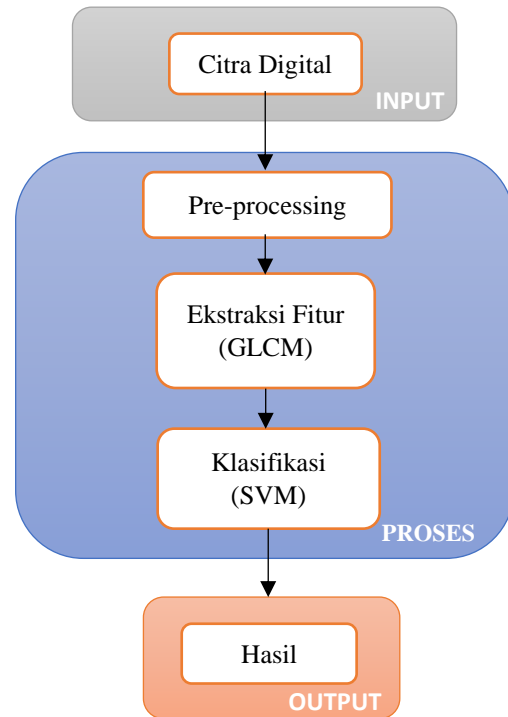 Citra Digital
INPUT
Pre-processing
Ekstraksi Fitur
(GLCM)
Klasifikasi
(SVM)
PROSES
Hasil
OUTPUT